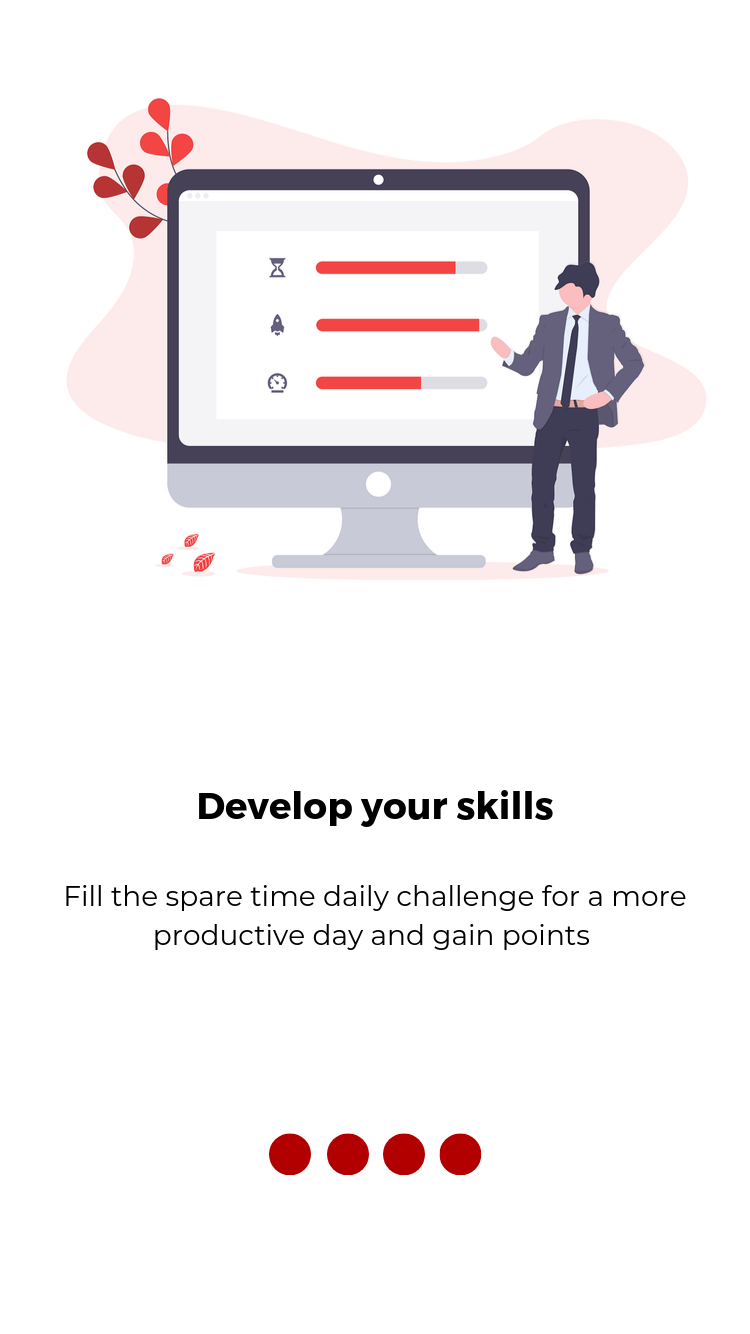 Develop your skills
Fill the spare time daily challenge for a more
productive day and gain points